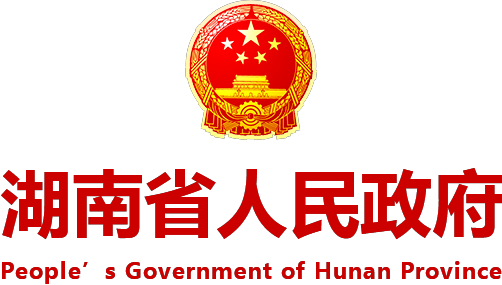 湖南省人民政府
People’s Government of Hunan Province